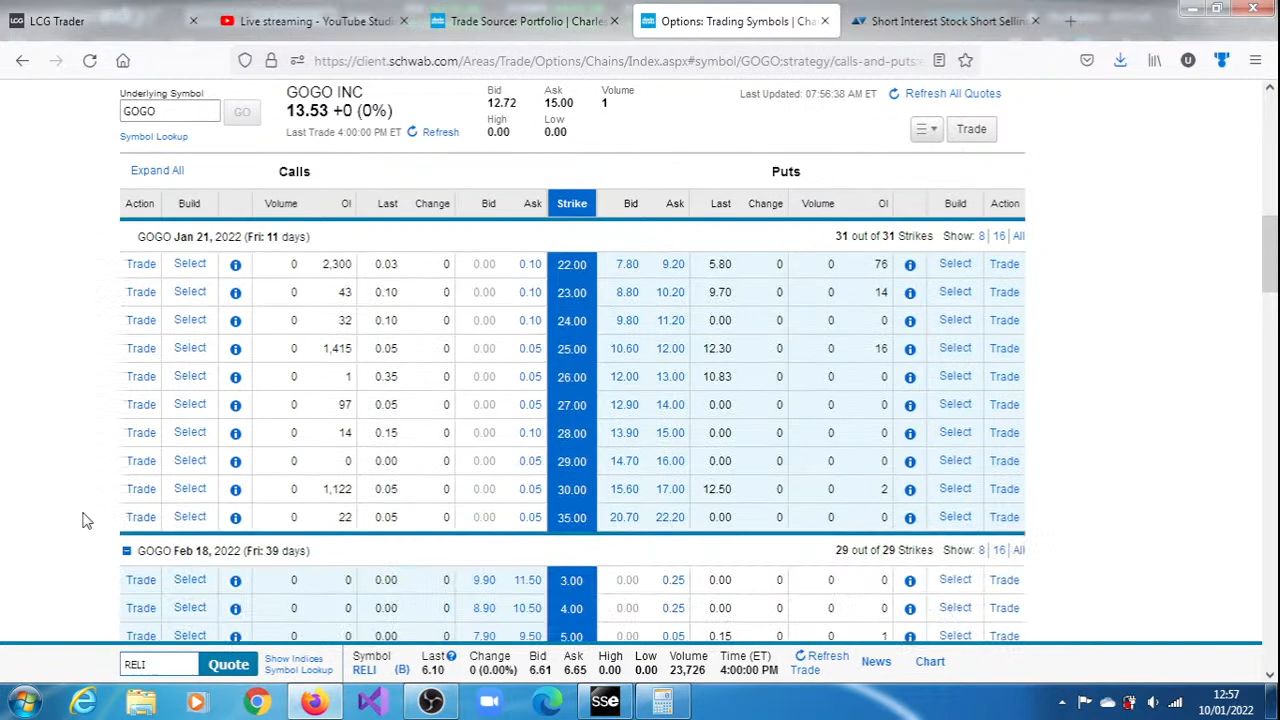 LCG Trader
Live streaming - YouTube Studi
Trade Source Portfolio | Charles
Options: Trading Symbols | Cha
Short Interest Stock Short Sellin
https://client.schwab.com/Areas/Trade/Options/Chains/Index.aspx#symbol/GOGO;strategy/calls-and-puts:
Underlying Symbol
GOGO
GO
Symbol Lookup
GOGO INC
13.53 +0 (0%)
Last Trade 4:00:00 PM ET Refresh
Bid Ask Volume
12.72 15.00 1
High Low
0.00 0.00
Last Updated: 07:56:38 AM ET Refresh All Quotes
Trade
Expand All Calls Puts
Action Build Volume OI Last Change Bid Ask Strike Bid Ask Last Change Volume OI Build Action
GOGO Jan 21, 2022 (Fri: 11 days) 31 out of 31 Strikes Show: 8 | 16 | All
Trade Select 0 2,300 0.03 0 0.00 0.10 22.00 7.80 9.20 5.80 0 0 76 Select Trade
Trade Select 0 43 0.10 0 0.00 0.10 23.00 8.80 10.20 9.70 0 0 14 Select Trade
Trade Select 0 32 0.10 0 0.00 0.10 24.00 9.80 11.20 0.00 0 0 0 Select Trade
Trade Select 0 1,415 0.05 0 0.00 0.10 25.00 10.60 12.00 12.30 0 0 16 Select Trade
Trade Select 0 1 0.35 0 0.00 0.05 26.00 12.00 13.00 10.83 0 0 0 Select Trade
Trade Select 0 97 0.05 0 0.00 0.05 27.00 12.90 14.00 0.00 0 0 0 Select Trade
Trade Select 0 14 0.15 0 0.00 0.10 28.00 13.90 15.00 0.00 0 0 0 Select Trade
Trade Select 0 0 0.00 0 0.00 0.05 29.00 14.70 16.00 0.00 0 0 0 Select Trade
Trade Select 0 1,122 0.05 0 0.00 0.05 30.00 15.60 17.00 12.50 0 0 2 Select Trade
Trade Select 0 22 0.05 0 0.00 0.05 35.00 20.70 22.20 0.00 0 0 0 Select Trade
GOGO Feb 18, 2022 (Fri: 39 days) 29 out of 29 Strikes Show: 8 | 16 | All
Trade Select 0 0 0.00 0 9.90 11.50 3.00 0.00 0.25 0.00 0 0 0 Select Trade
Trade Select 0 0 0.00 0 8.90 10.50 4.00 0.00 0.25 0.00 0 0 0 Select Trade
Trade Select 0 0 0.00 0 7.90 9.50 5.00 0.00 0.05 0.15 0 0 1 Select Trade
RELI
Quote
Show Indices
Symbol Lookup
Symbol Last Change Bid Ask High Low Volume Time (ET) Refresh
RELI (B) 6.10 0 (0.00%) 6.61 6.65 0.00 0.00 23,726 4:00:00 PM Trade
News
Chart
sse
12:57
10/01/2022